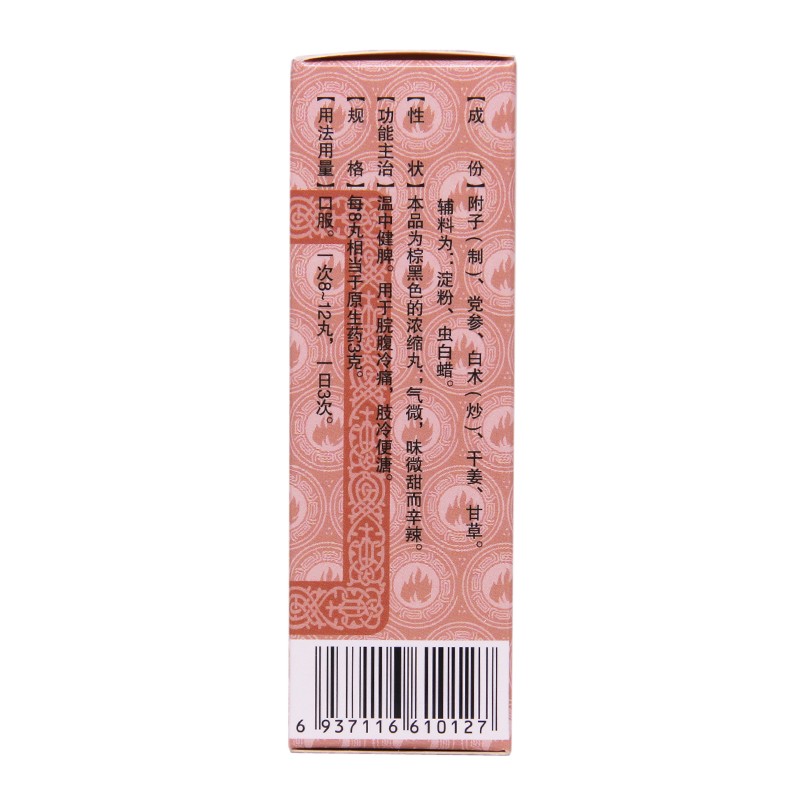 【成份】附子(制)、党参、白术(炒)、干姜、甘草。
辅料为：淀粉、虫白蜡。
【性状】本品为棕黑色的浓缩丸；气微，味微甜而辛辣。
【功能主治】温中健脾。用于脘腹冷痛，肢冷便溏。
【规格】每8丸相当于原生药3克。
【用法用量】口服。一次8~12丸，一日3次。
6 937116 610127